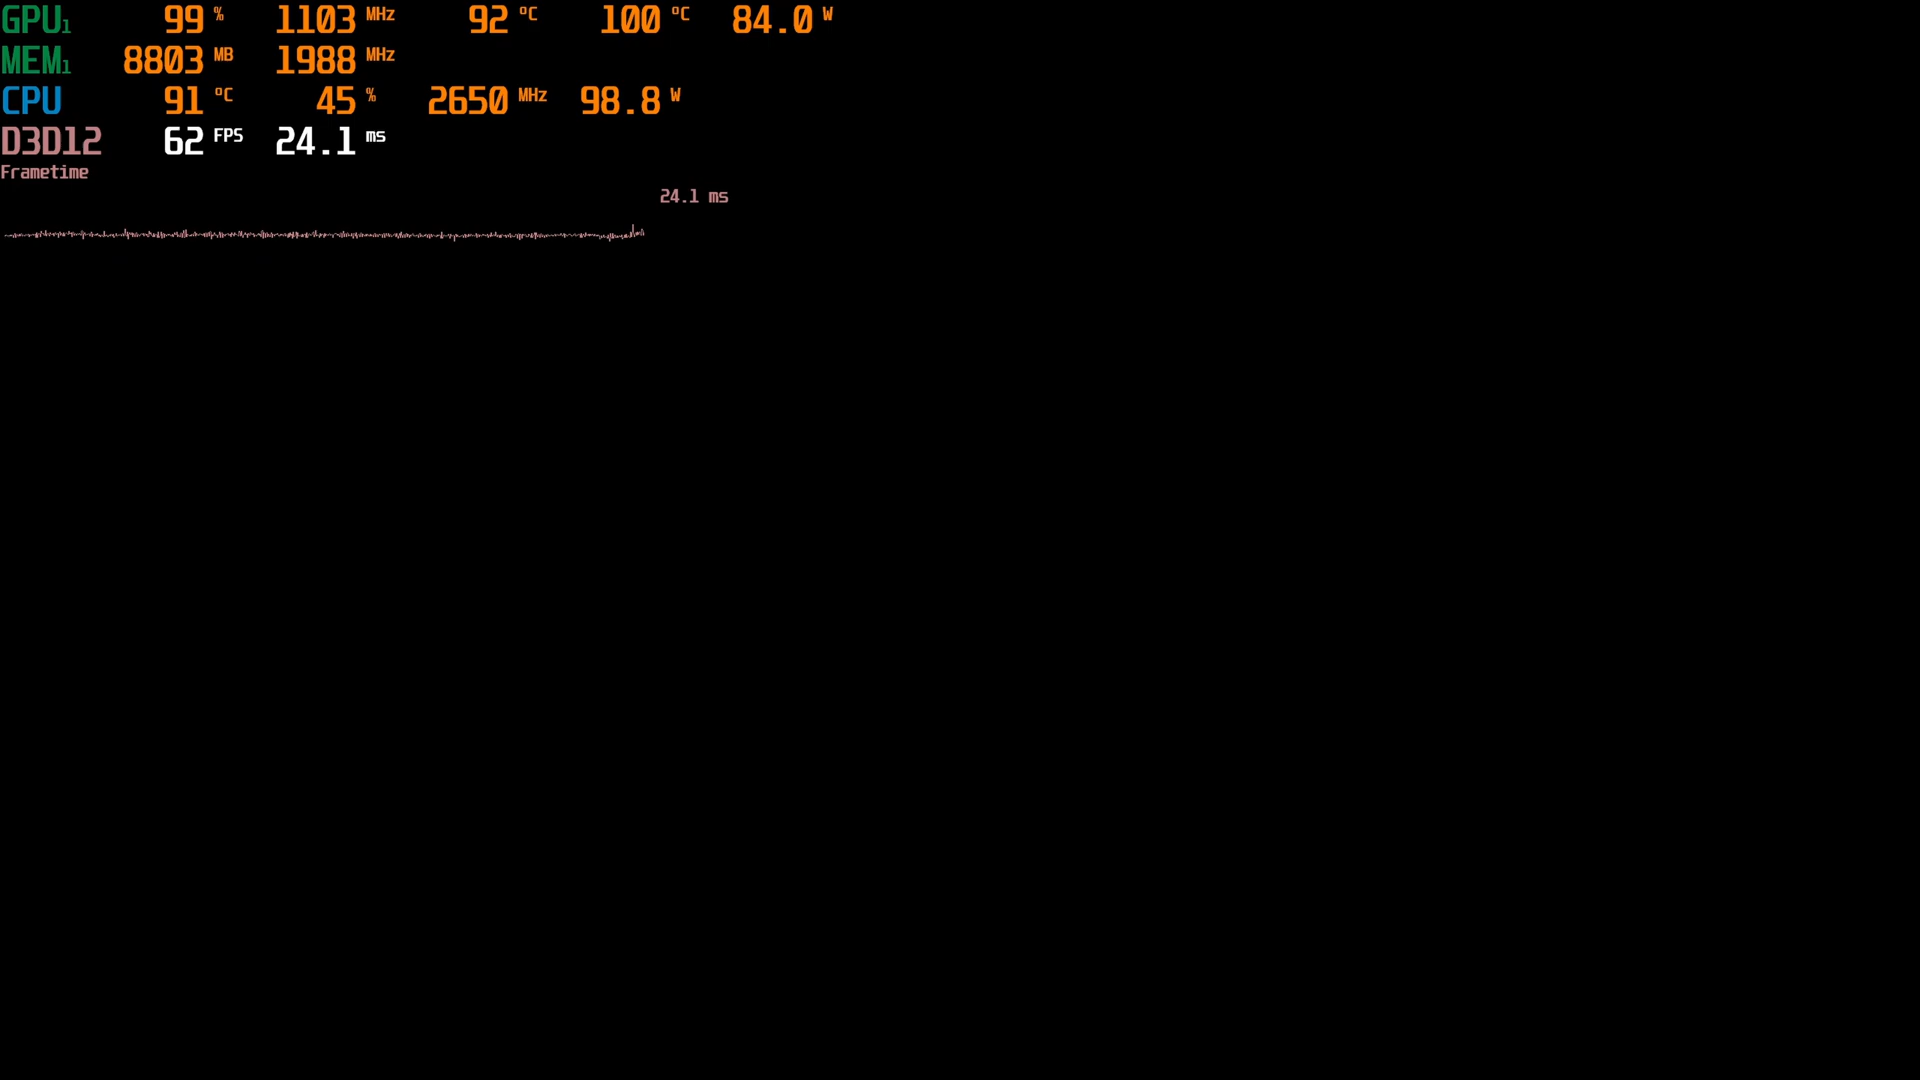 GPU1 99 % 1103 MHz 92 °C 100 °C 84.0 W
MEM1 8803 MB 1988 MHz
CPU 91 °C 45 % 2650 MHz 98.8 W
D3D12 62 FPS 24.1 ms
Frametime
24.1 ms